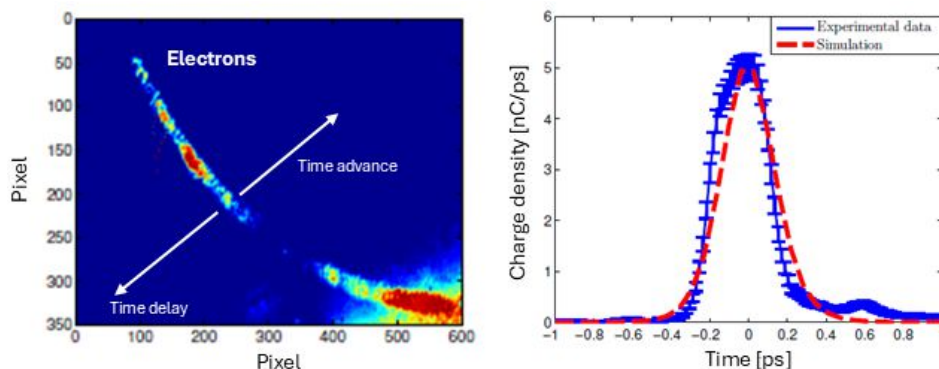 0
50
100
150
200
250
300
350
Pixel
Electrons
Time advance
Time delay
0 100 200 300 400 500 600
Pixel
6
5
4
3
2
1
0
Charge density [nC/ps]
Experimental data
Simulation
−1 −0.8 −0.6 −0.4 −0.2 0 0.2 0.4 0.6 0.8
Time [ps]